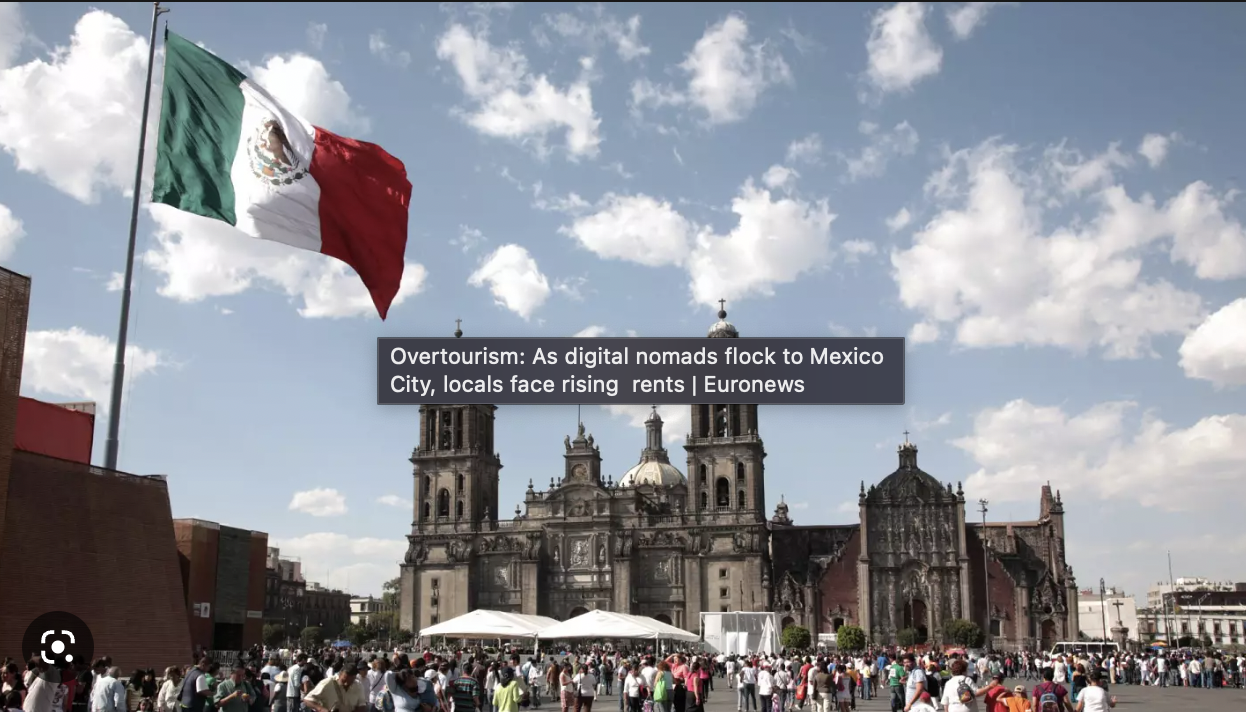 Overtourism: As digital nomads flock to Mexico
City, locals face rising  rents | Euronews